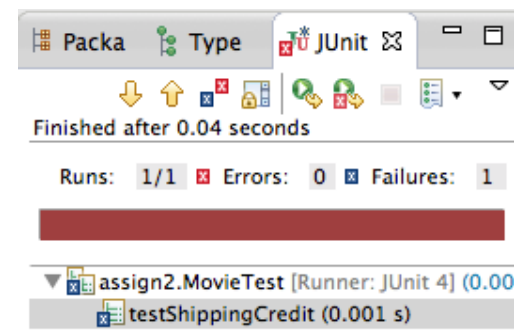 Packa Type JUnit
Finished after 0.04 seconds
Runs: 1/1 Errors: 0 Failures: 1
assign2.MovieTest [Runner: JUnit 4] (0.00
testShippingCredit (0.001 s)